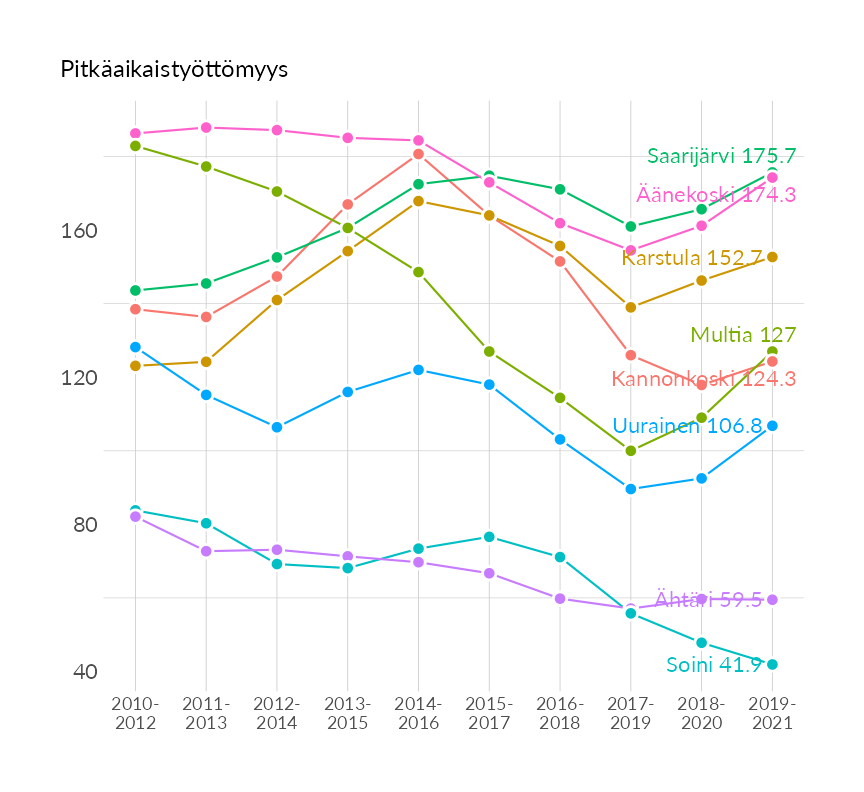 Pitkäaikaistyöttömyys
Saarijärvi 175.7
Äänekoski 174.3
160
Karstula 152.7
Multia 127
120
Kannonkoski 124.3
Uurainen 106.8
80
Ähtäri 59.5
Soini 41.9
40
2010- 2011- 2012- 2013- 2014- 2015- 2016- 2017- 2018- 2019-
2012 2013 2014 2015 2016 2017 2018 2019 2020 2021